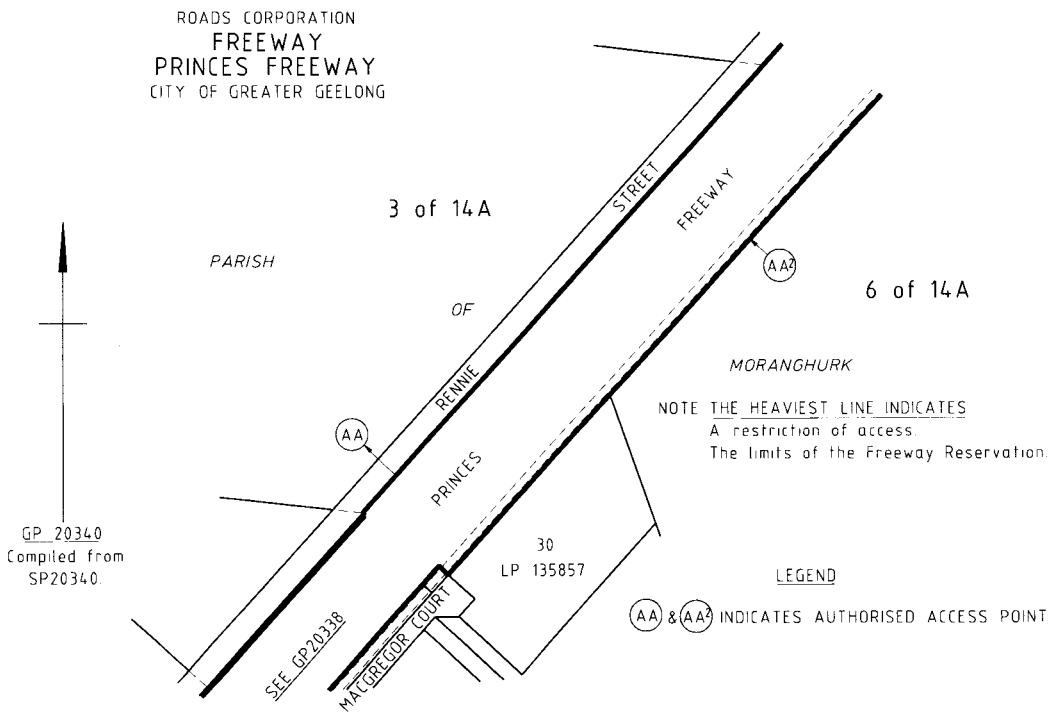 ROADS CORPORATION
FREEWAY
PRINCES FREEWAY
CITY OF GREATER GEELONG
STREET
FREEWAY
3 of 14A
PARISH
AA2
6 of 14A
OF
MORANGHURK
RENNIE
NOTE THE HEAVIEST LINE INDICATES
A restriction of access.
The limits of the Freeway Reservation.
AA
PRINCES
GP 20340
Compiled from
SP20340.
30
LP 135857
LEGEND
AA & AA2 INDICATES AUTHORISED ACCESS POINT
SEE GP20338
MACGREGOR COURT